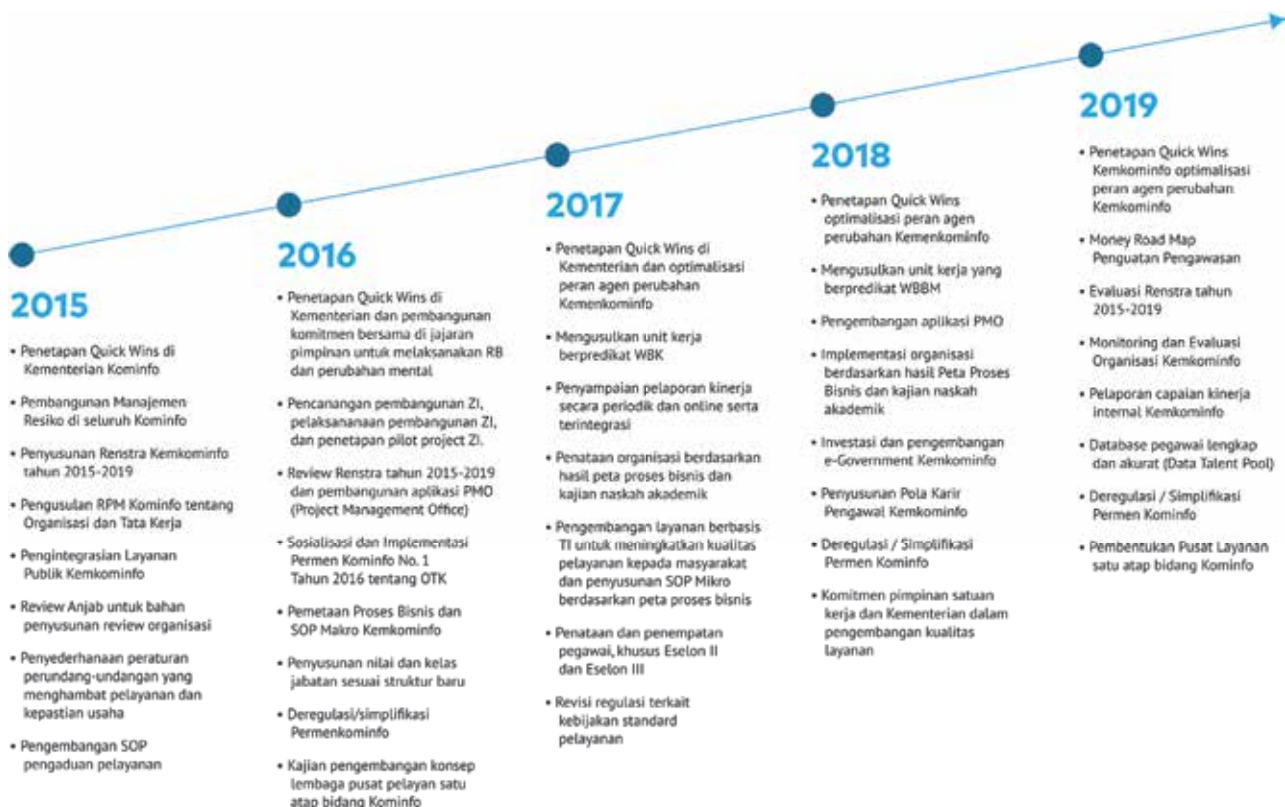 2015
• Penetapan Quick Wins di
Kementerian Kominfo
• Pembangunan Manajemen
Resiko di seluruh Kominfo
• Penyusunan Renstra Kemkominfo
tahun 2015-2019
• Pengusulan RPM Kominfo tentang
Organisasi dan Tata Kerja
• Pengintegrasian Layanan
Publik Kemkominfo
• Review Anjab untuk bahan
penyusunan review organisasi
• Penyederhanaan peraturan
perundang-undangan yang
menghambat pelayanan dan
kepastian usaha
• Pengembangan SOP
pengaduan pelayanan
2016
• Penetapan Quick Wins di
Kementerian dan pembangunan
komitmen bersama di jajaran
pimpinan untuk melaksanakan RB
dan perubahan mental
• Pencanangan pembangunan ZI,
pelaksananaan pembangunan ZI,
dan penetapan pilot project ZI.
• Review Renstra tahun 2015-2019
dan pembangunan aplikasi PMO
(Project Management Office)
• Sosialisasi dan Implementasi
Permen Kominfo No. 1
Tahun 2016 tentang OTK
• Pemetaan Proses Bisnis dan
SOP Makro Kemkominfo
• Penyusunan nilai dan kelas
jabatan sesuai struktur baru
• Deregulasi/simplifikasi
Permenkominfo
• Kajian pengembangan konsep
lembaga pusat pelayan satu
atap bidang Kominfo
2017
• Penetapan Quick Wins di
Kementerian dan optimalisasi
peran agen perubahan
Kemenkominfo
• Mengusulkan unit kerja
berpredikat WBK
• Penyampaian pelaporan kinerja
secara periodik dan online serta
terintegrasi
• Penataan organisasi berdasarkan
hasil peta proses bisnis dan
kajian naskah akademik
• Pengembangan layanan berbasis
TI untuk meningkatkan kualitas
pelayanan kepada masyarakat
dan penyusunan SOP Mikro
berdasarkan peta proses bisnis
• Penataan dan penempatan
pegawai, khusus Eselon II
dan Eselon III
• Revisi regulasi terkait
kebijakan standard
pelayanan
2018
• Penetapan Quick Wins
optimalisasi peran agen
perubahan Kemenkominfo
• Mengusulkan unit kerja yang
berpredikat WBBM
• Pengembangan aplikasi PMO
• Implementasi organisasi
berdasarkan hasil Peta Proses
Bisnis dan kajian naskah
akademik
• Investasi dan pengembangan
e-Government Kemkominfo
• Penyusunan Pola Karir
Pengawal Kemkominfo
• Deregulasi / Simplifikasi
Permen Kominfo
• Komitmen pimpinan satuan
kerja dan Kementerian dalam
pengembangan kualitas
layanan
2019
• Penetapan Quick Wins
Kemkominfo optimalisasi
peran agen perubahan
Kemkominfo
• Money Road Map
Penguatan Pengawasan
• Evaluasi Renstra tahun
2015-2019
• Monitoring dan Evaluasi
Organisasi Kemkominfo
• Pelaporan capaian kinerja
internal Kemkominfo
• Database pegawai lengkap
dan akurat (Data Talent Pool)
• Deregulasi / Simplifikasi
Permen Kominfo
• Pembentukan Pusat Layanan
satu atap bidang Kominfo